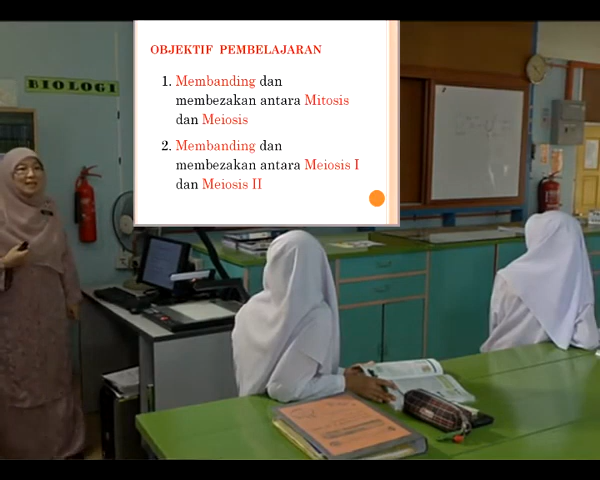 OBJEKTIF PEMBELAJARAN
1. Membanding dan
membezakan antara Mitosis
dan Meiosis
2. Membanding dan
membezakan antara Meiosis I
dan Meiosis II
BIOLOGI